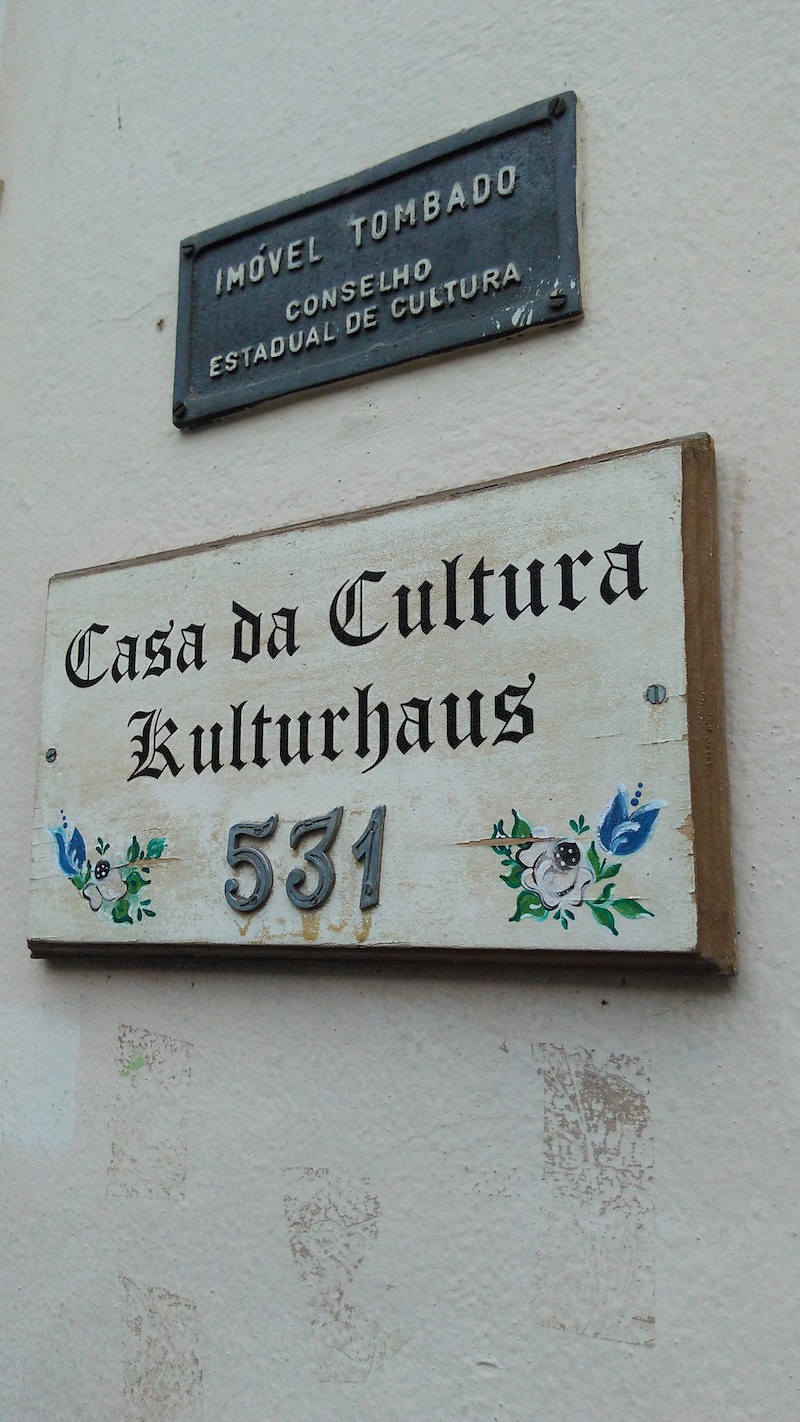 IMÓVEL TOMBADO
CONSELHO
ESTADUAL DE CULTURA
Casa da Cultura
Kulturhaus
531